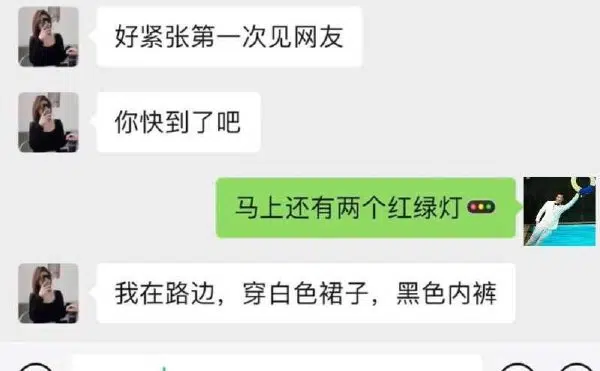 好紧张第一次见网友
你快到了吧
马上还有两个红绿灯🚥
我在路边，穿白色裙子，黑色内裤